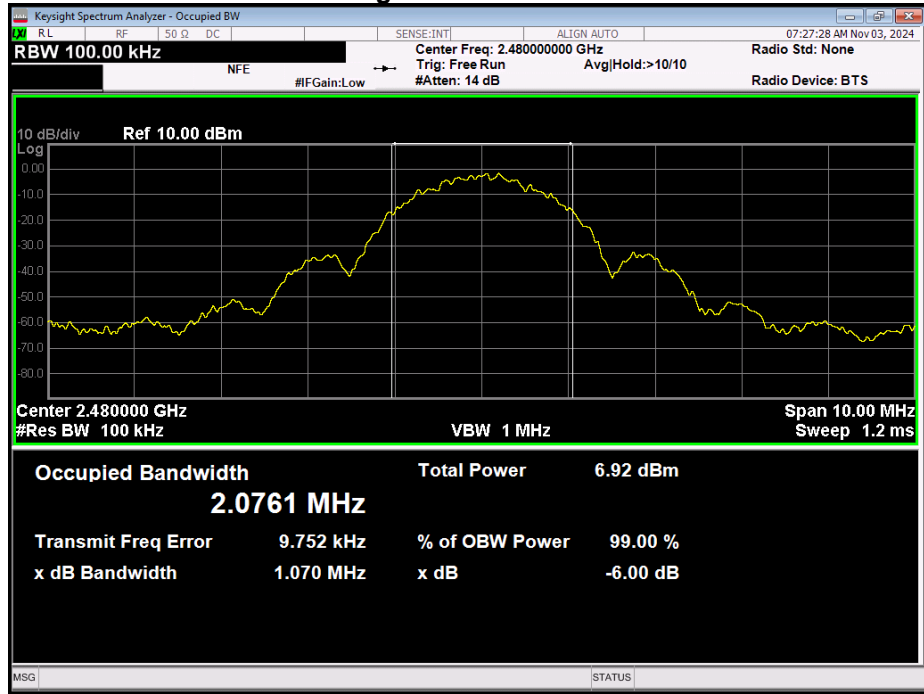 Keysight Spectrum Analyzer - Occupied BW
LXI RL RF 50 Ω DC SENSE:INT ALIGN AUTO 07:27:28 AM Nov 03, 2024
RBW 100.00 kHz Center Freq: 2.480000000 GHz Radio Std: None
NFE Trig: Free Run Avg|Hold:>10/10
#IFGain:Low #Atten: 14 dB Radio Device: BTS
10 dB/div Ref 10.00 dBm
Log
0.00
-10.0
-20.0
-30.0
-40.0
-50.0
-60.0
-70.0
-80.0
Center 2.480000 GHz Span 10.00 MHz
#Res BW 100 kHz VBW 1 MHz Sweep 1.2 ms
Occupied Bandwidth Total Power 6.92 dBm
2.0761 MHz
Transmit Freq Error 9.752 kHz % of OBW Power 99.00 %
x dB Bandwidth 1.070 MHz x dB -6.00 dB
MSG STATUS